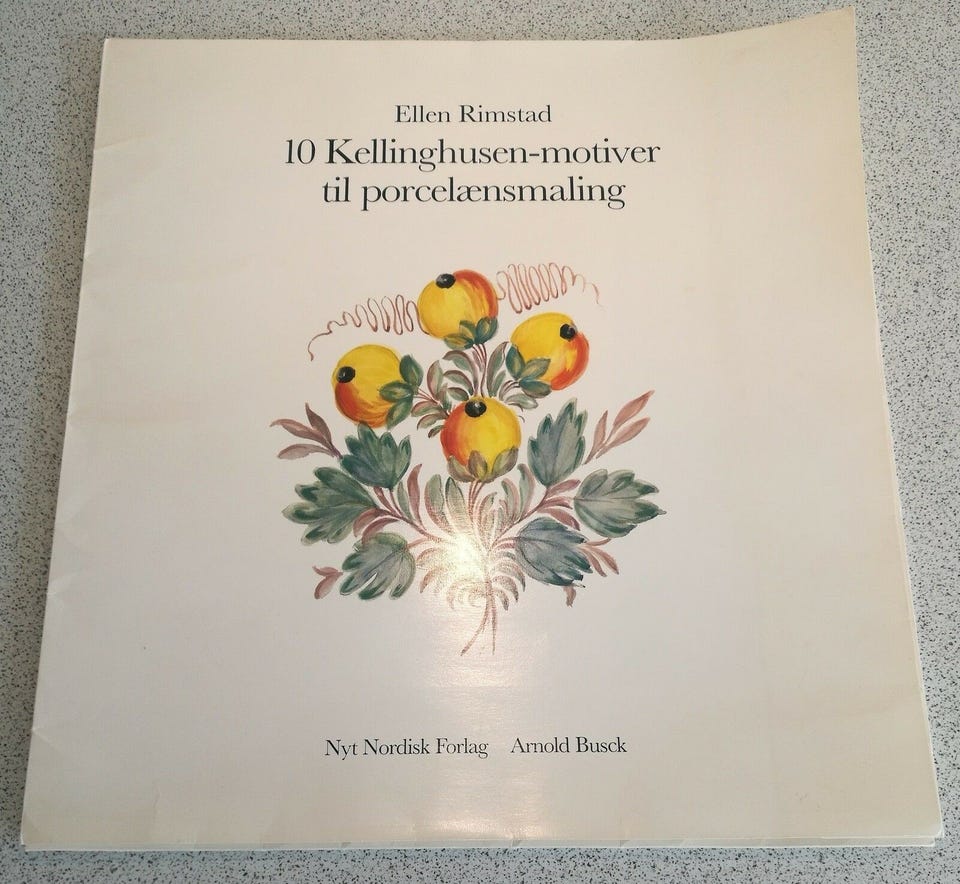 Ellen Rimstad
10 Kellinghusen-motiver
til porcelænsmaling
Nyt Nordisk Forlag Arnold Busck